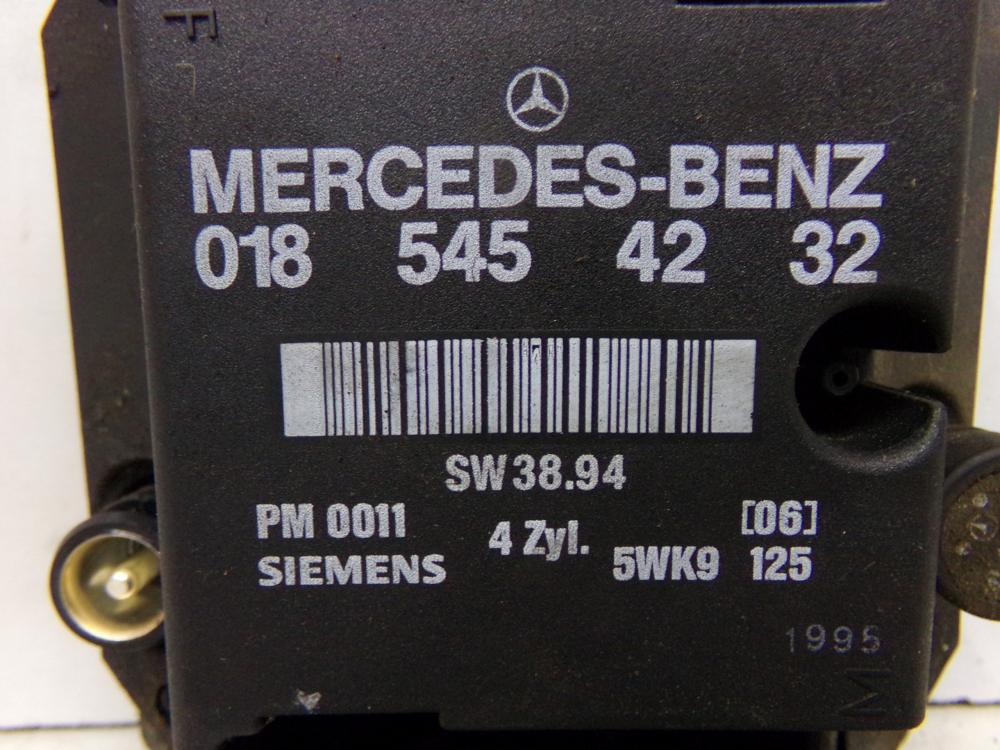 F
MERCEDES-BENZ
018 545 42 32
SW38.94
PM 0011 4 Zyl. [06]
SIEMENS 5WK9 125
1995
M